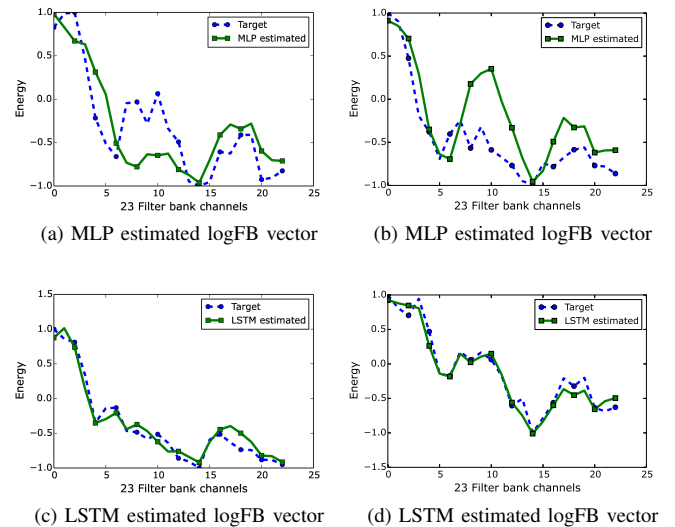 1.0
0.5
0.0
−0.5
−1.0
Energy
0 5 10 15 20 25
23 Filter bank channels
Target
MLP estimated
(a) MLP estimated logFB vector
1.0
0.5
0.0
−0.5
−1.0
Energy
0 5 10 15 20 25
23 Filter bank channels
Target
MLP estimated
(b) MLP estimated logFB vector
1.5
1.0
0.5
0.0
−0.5
−1.0
Energy
0 5 10 15 20 25
23 Filter bank channels
Target
LSTM estimated
(c) LSTM estimated logFB vector
1.0
0.5
0.0
−0.5
−1.0
−1.5
Energy
0 5 10 15 20 25
23 Filter bank channels
Target
LSTM estimated
(d) LSTM estimated logFB vector